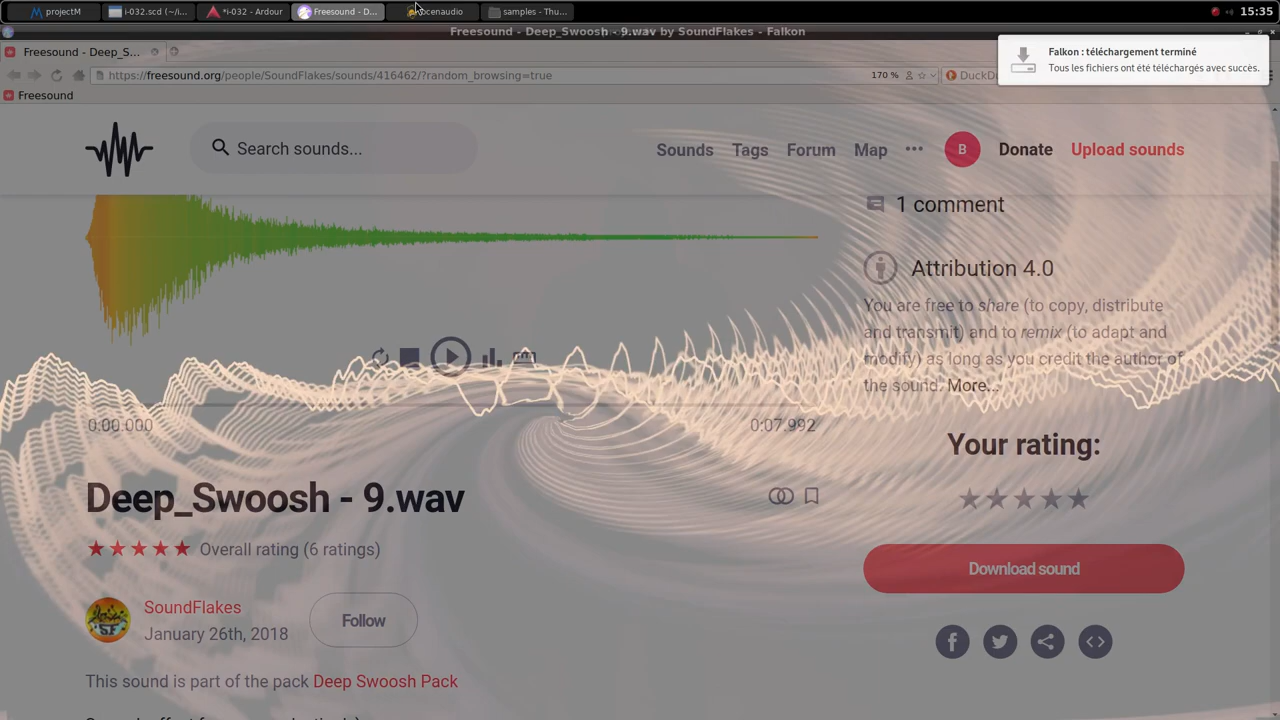 projectM
i-032.scd (~/i...
*i-032 - Ardour
Freesound - D...
ocenaudio
samples - Thu...
15:35
Freesound - Deep_Swoosh - 9.wav by SoundFlakes - Falkon
Freesound - Deep_S...
Falkon : téléchargement terminé
Tous les fichiers ont été téléchargés avec succès.
https://freesound.org/people/SoundFlakes/sounds/416462/?random_browsing=true
170 %
Freesound
Search sounds...
Sounds
Tags
Forum
Map
B
Donate
Upload sounds
1 comment
Attribution 4.0
You are free to share (to copy, distribute
and transmit) and to remix (to adapt and
modify) as long as you credit the author of
the sound. More...
0:00.000
0:07.992
Your rating:
Deep_Swoosh - 9.wav
Overall rating (6 ratings)
Download sound
SoundFlakes
January 26th, 2018
Follow
This sound is part of the pack Deep Swoosh Pack